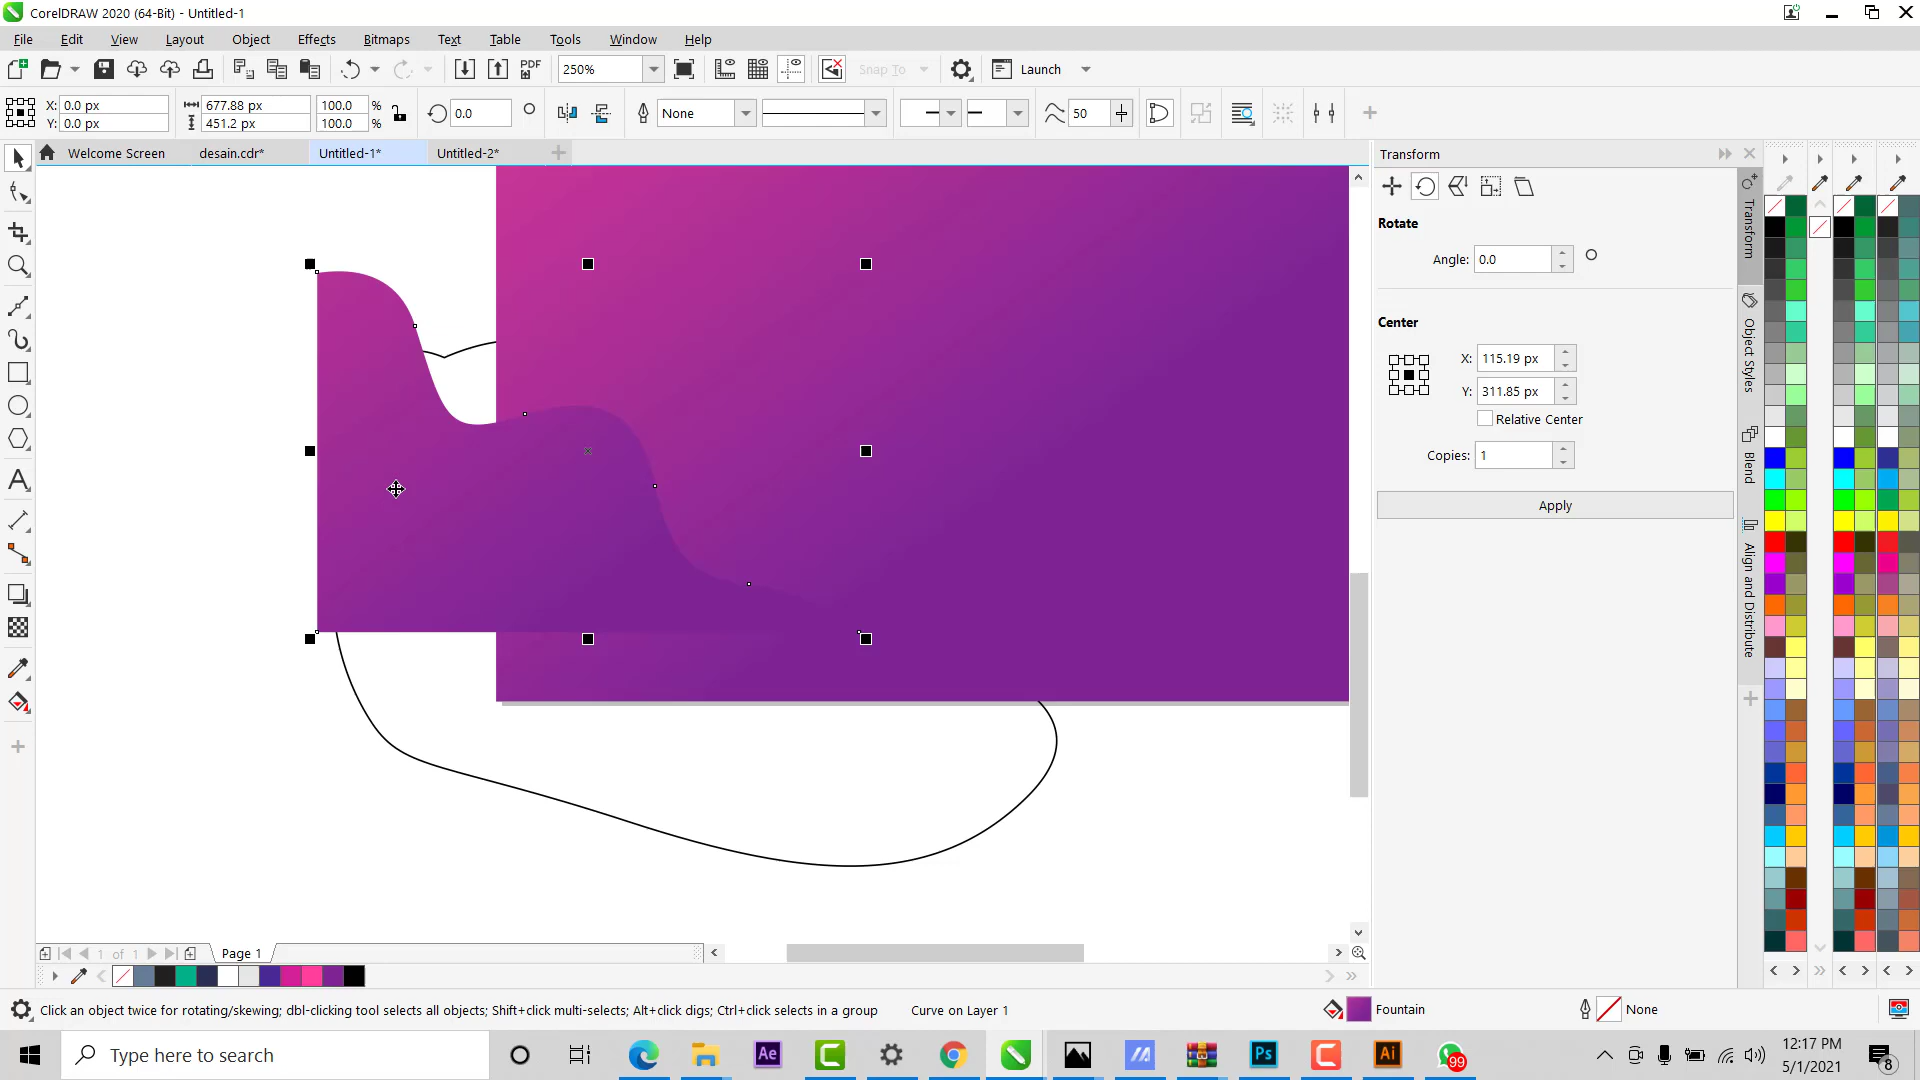 CorelDRAW 2020 (64-Bit) - Untitled-1
File Edit View Layout Object Effects Bitmaps Text Table Tools Window Help
PDF 250% Snap To Launch
X: 0.0 px 677.88 px 100.0 % 0.0 None 50
Y: 0.0 px 451.2 px 100.0 %
Welcome Screen desain.cdr* Untitled-1* Untitled-2*
Transform
Rotate
Angle: 0.0
Center
X: 115.19 px
Y: 311.85 px
Relative Center
Copies: 1
Apply
Transform
Object Styles
Blend
Align and Distribute
1 of 1 Page 1
Click an object twice for rotating/skewing; dbl-clicking tool selects all objects; Shift+click multi-selects; Alt+click digs; Ctrl+click selects in a group Curve on Layer 1 Fountain None
Type here to search Ae Ps Ai 99 12:17 PM
5/1/2021 8